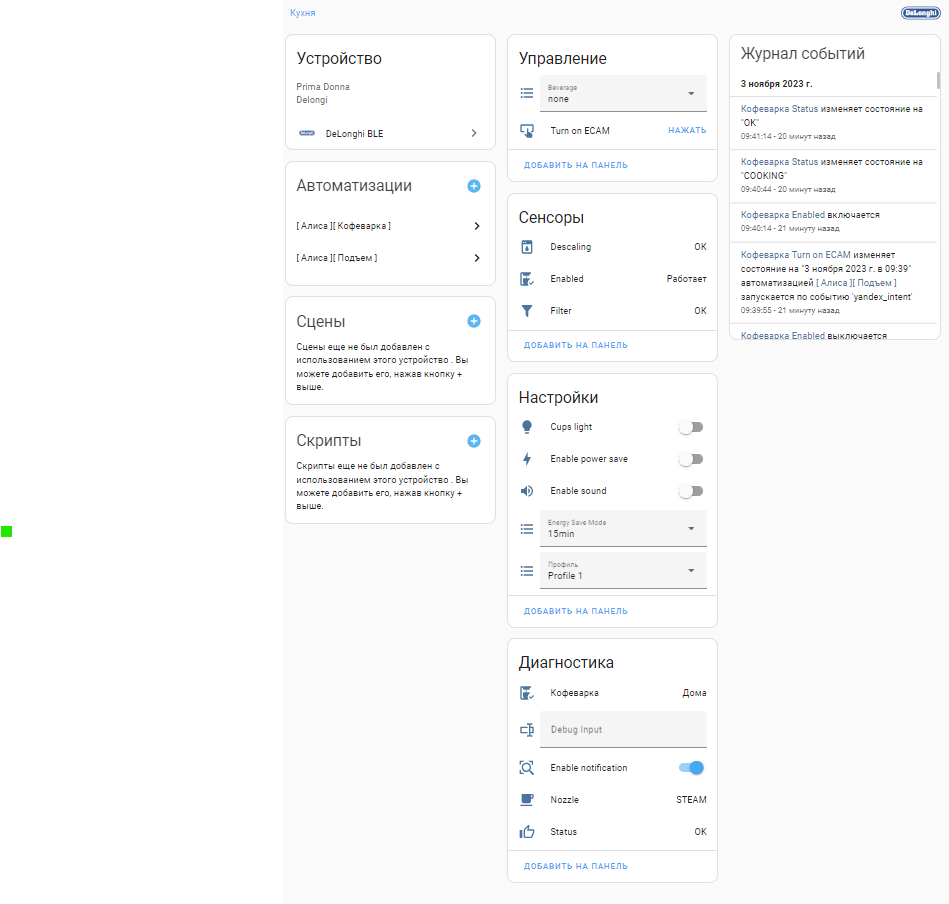 Кухня
DeLonghi
Устройство
Prima Donna
Delongi
DeLonghi
DeLonghi BLE
Автоматизации
[ Алиса ][ Кофеварка ]
[ Алиса ][ Подъем ]
Сцены
Сцены еще не был добавлен с
использованием этого устройство . Вы
можете добавить его, нажав кнопку +
выше.
Скрипты
Скрипты еще не был добавлен с
использованием этого устройство . Вы
можете добавить его, нажав кнопку +
выше.
Управление
Beverage
none
Turn on ECAM
НАЖАТЬ
ДОБАВИТЬ НА ПАНЕЛЬ
Сенсоры
Descaling
OK
Enabled
Работает
Filter
OK
ДОБАВИТЬ НА ПАНЕЛЬ
Настройки
Cups light
Enable power save
Enable sound
Energy Save Mode
15min
Профиль
Profile 1
ДОБАВИТЬ НА ПАНЕЛЬ
Диагностика
Кофеварка
Дома
Debug Input
Enable notification
Nozzle
STEAM
Status
OK
ДОБАВИТЬ НА ПАНЕЛЬ
Журнал событий
3 ноября 2023 г.
Кофеварка Status изменяет состояние на
"OK"
09:41:14 - 20 минут назад
Кофеварка Status изменяет состояние на
"COOKING"
09:40:44 - 20 минут назад
Кофеварка Enabled включается
09:40:14 - 21 минуту назад
Кофеварка Turn on ECAM изменяет
состояние на "3 ноября 2023 г. в 09:39"
автоматизацией [ Алиса ][ Подъем ]
запускается по событию 'yandex_intent'
09:39:55 - 21 минуту назад
Кофеварка Enabled выключается